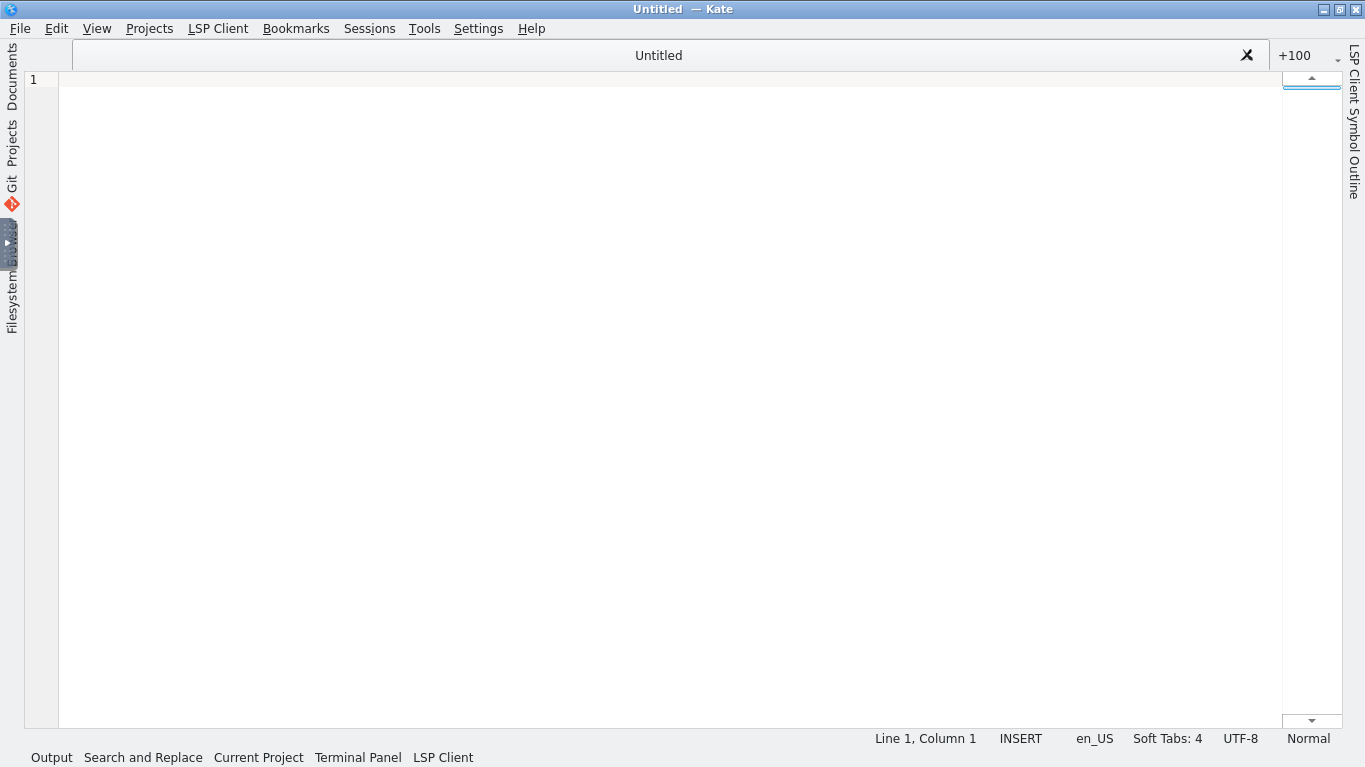 Untitled  — Kate
File Edit View Projects LSP Client Bookmarks Sessions Tools Settings Help
Untitled
+100
Documents
Projects
Git
Filesystem Browser
1
LSP Client Symbol Outline
Line 1, Column 1 INSERT en_US Soft Tabs: 4 UTF-8 Normal
Output Search and Replace Current Project Terminal Panel LSP Client